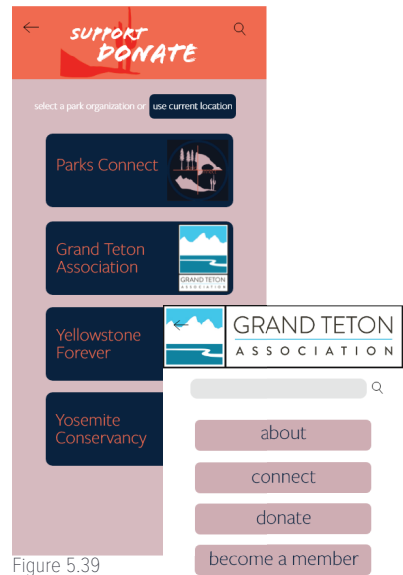 SUPPORT
DONATE
select a park organization or use current location
Parks Connect
Grand Teton
Association
GRAND TETON
ASSOCIATION
Yellowstone
Forever
Yosemite
Conservancy
GRAND TETON
ASSOCIATION
about
connect
donate
become a member
Figure 5.39